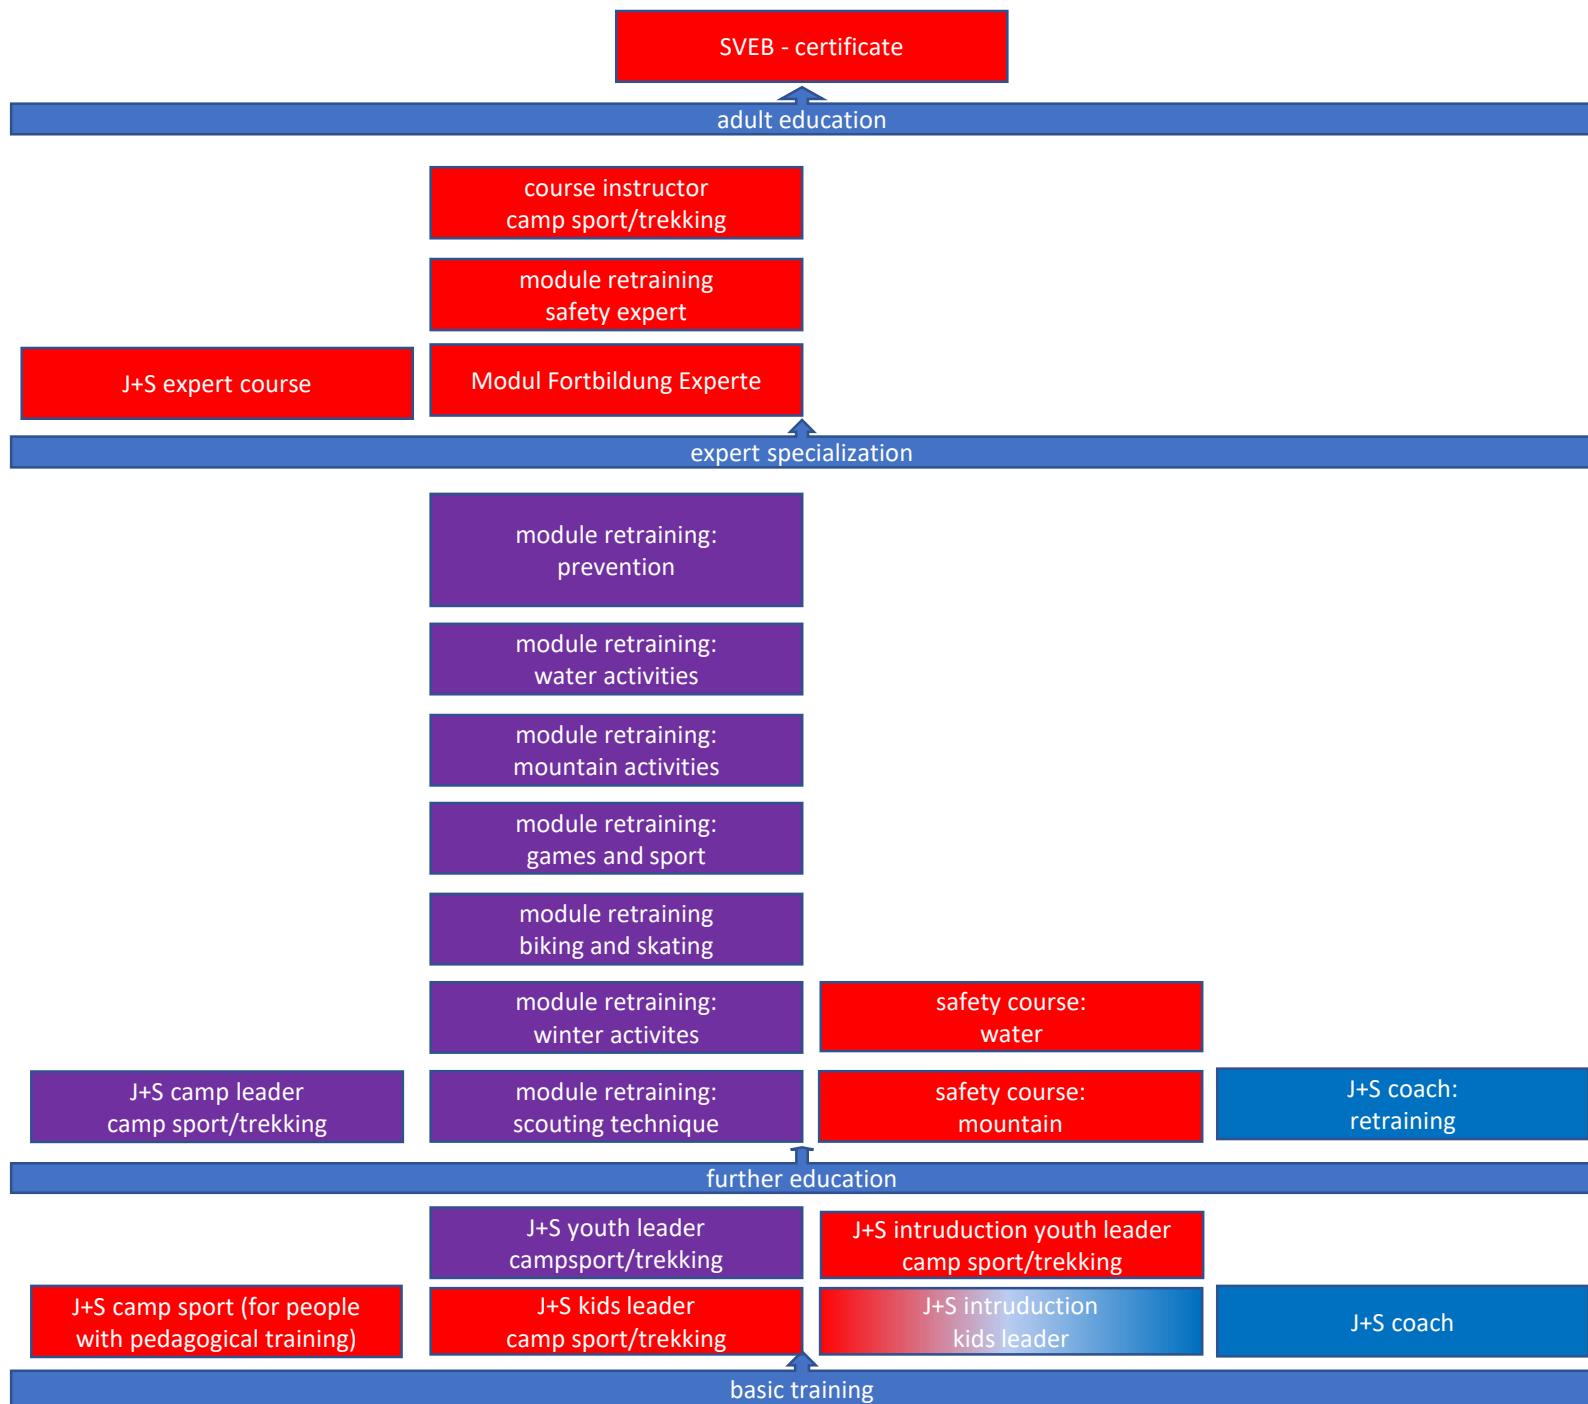 SVEB - certificate
adult education
course instructor
camp sport/trekking
module retraining
safety expert
J+S expert course
Modul Fortbildung Experte
expert specialization
module retraining:
prevention
module retraining:
water activities
module retraining:
mountain activities
module retraining:
games and sport
module retraining
biking and skating
module retraining:
winter activites
safety course:
water
J+S camp leader
camp sport/trekking
module retraining:
scouting technique
safety course:
mountain
J+S coach:
retraining
further education
J+S youth leader
campsport/trekking
J+S intruduction youth leader
camp sport/trekking
J+S camp sport (for people
with pedagogical training)
J+S kids leader
camp sport/trekking
J+S intruduction
kids leader
J+S coach
basic training